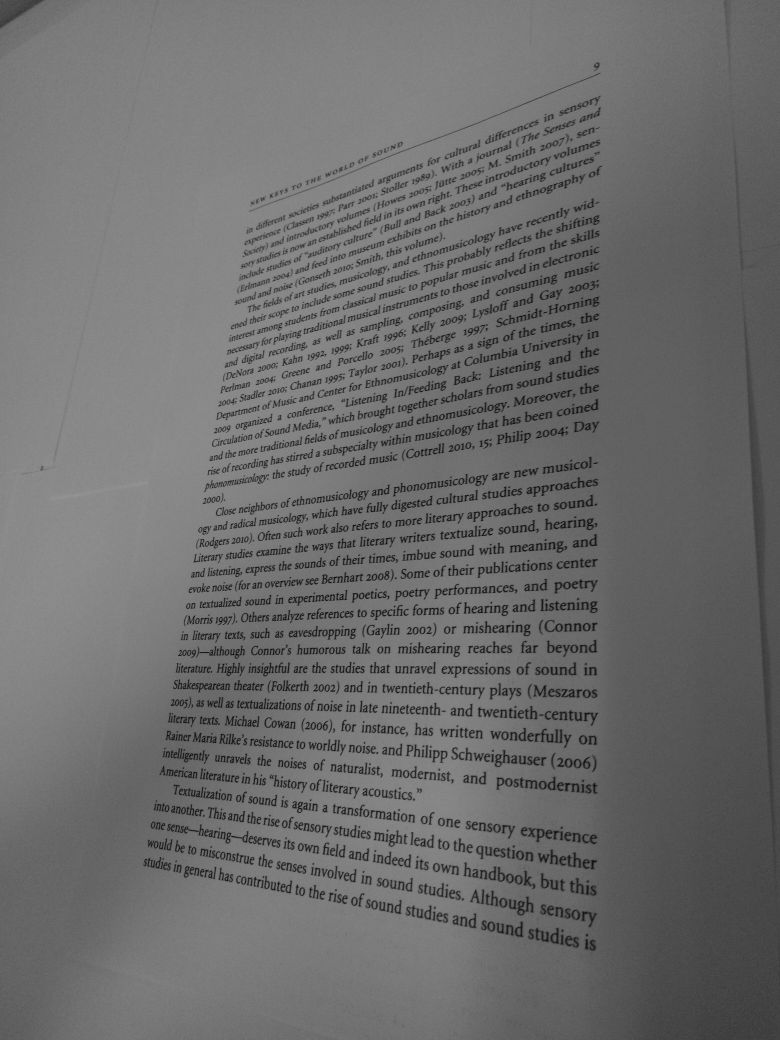 NEW KEYS TO THE WORLD OF SOUND 9
in different societies substantiated arguments for cultural differences in sensory
experience (Classen 1997; Parr 2001; Stoller 1989). With a journal (The Senses and
Society) and introductory volumes (Howes 2005; Jütte 2005; M. Smith 2007), sen-
sory studies is now an established field in its own right. These introductory volumes
include studies of "auditory culture" (Bull and Back 2003) and "hearing cultures"
(Erlmann 2004) and feed into museum exhibits on the history and ethnography of
sound and noise (Gonseth 2010; Smith, this volume).
The fields of art studies, musicology, and ethnomusicology have recently wid-
ened their scope to include some sound studies. This probably reflects the shifting
interest among students from classical music to popular music and from the skills
necessary for playing traditional musical instruments to those involved in electronic
and digital recording, as well as sampling, composing, and consuming music
(DeNora 2000; Kahn 1992, 1999; Kraft 1996; Kelly 2009; Lysloff and Gay 2003;
Perlman 2004; Greene and Porcello 2005; Théberge 1997; Schmidt-Horning
2004; Stadler 2010; Chanan 1995; Taylor 2001). Perhaps as a sign of the times, the
Department of Music and Center for Ethnomusicology at Columbia University in
2009 organized a conference, "Listening In/Feeding Back: Listening and the
Circulation of Sound Media," which brought together scholars from sound studies
and the more traditional fields of musicology and ethnomusicology. Moreover, the
rise of recording has stirred a subspecialty within musicology that has been coined
phonomusicology: the study of recorded music (Cottrell 2010, 15; Philip 2004; Day
2000).
Close neighbors of ethnomusicology and phonomusicology are new musicol-
ogy and radical musicology, which have fully digested cultural studies approaches
(Rodgers 2010). Often such work also refers to more literary approaches to sound.
Literary studies examine the ways that literary writers textualize sound, hearing,
and listening, express the sounds of their times, imbue sound with meaning, and
evoke noise (for an overview see Bernhart 2008). Some of their publications center
on textualized sound in experimental poetics, poetry performances, and poetry
(Morris 1997). Others analyze references to specific forms of hearing and listening
in literary texts, such as eavesdropping (Gaylin 2002) or mishearing (Connor
2009)—although Connor's humorous talk on mishearing reaches far beyond
literature. Highly insightful are the studies that unravel expressions of sound in
Shakespearean theater (Folkerth 2002) and in twentieth-century plays (Meszaros
2005), as well as textualizations of noise in late nineteenth- and twentieth-century
literary texts. Michael Cowan (2006), for instance, has written wonderfully on
Rainer Maria Rilke's resistance to worldly noise. and Philipp Schweighauser (2006)
intelligently unravels the noises of naturalist, modernist, and postmodernist
American literature in his "history of literary acoustics."
Textualization of sound is again a transformation of one sensory experience
into another. This and the rise of sensory studies might lead to the question whether
one sense—hearing—deserves its own field and indeed its own handbook, but this
would be to misconstrue the senses involved in sound studies. Although sensory
studies in general has contributed to the rise of sound studies and sound studies is